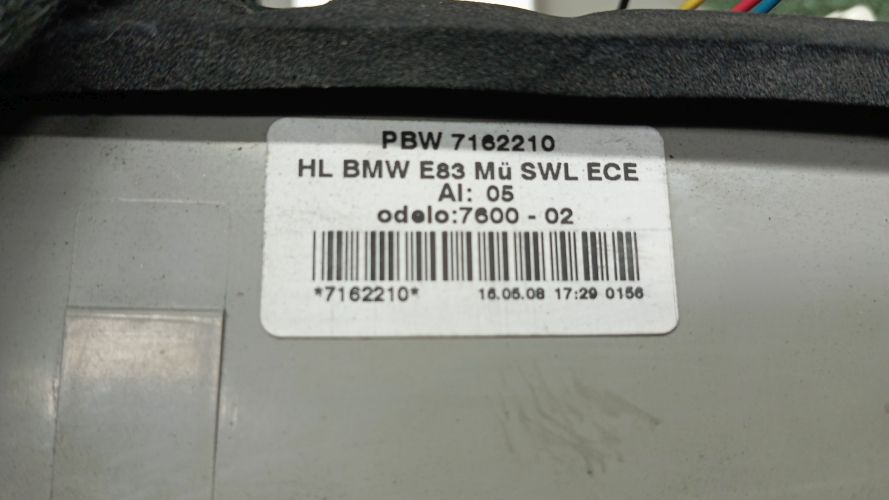 PBW 7162210
HL BMW E83 Mü SWL ECE
AI: 05
odelo:7600 - 02
*7162210* 16.05.08 17:29 0156